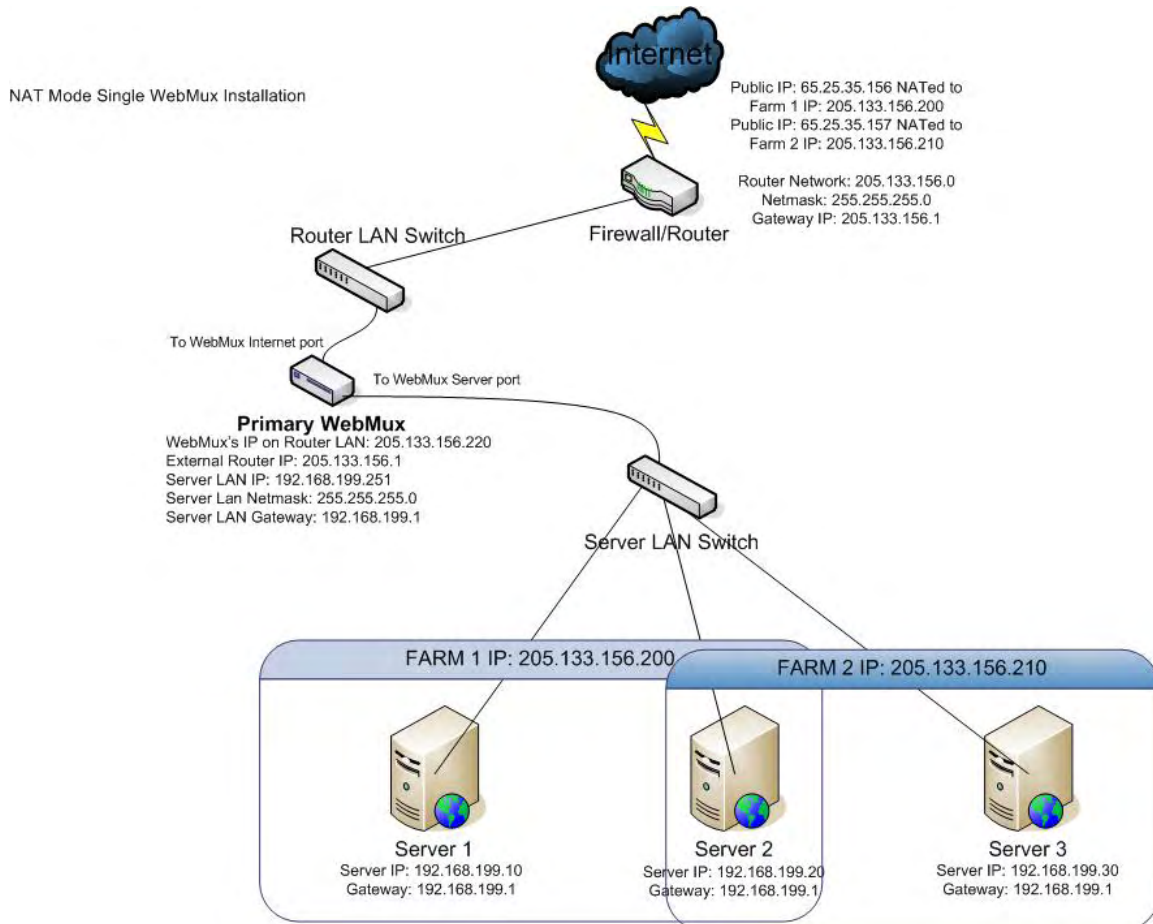 Internet
NAT Mode Single WebMux Installation
Public IP: 65.25.35.156 NATed to
Farm 1 IP: 205.133.156.200
Public IP: 65.25.35.157 NATed to
Farm 2 IP: 205.133.156.210
Router Network: 205.133.156.0
Netmask: 255.255.255.0
Gateway IP: 205.133.156.1
Firewall/Router
Router LAN Switch
To WebMux Internet port
To WebMux Server port
Primary WebMux
WebMux's IP on Router LAN: 205.133.156.220
External Router IP: 205.133.156.1
Server LAN IP: 192.168.199.251
Server Lan Netmask: 255.255.255.0
Server LAN Gateway: 192.168.199.1
Server LAN Switch
FARM 1 IP: 205.133.156.200
FARM 2 IP: 205.133.156.210
Server 1
Server IP: 192.168.199.10
Gateway: 192.168.199.1
Server 2
Server IP: 192.168.199.20
Gateway: 192.168.199.1
Server 3
Server IP: 192.168.199.30
Gateway: 192.168.199.1